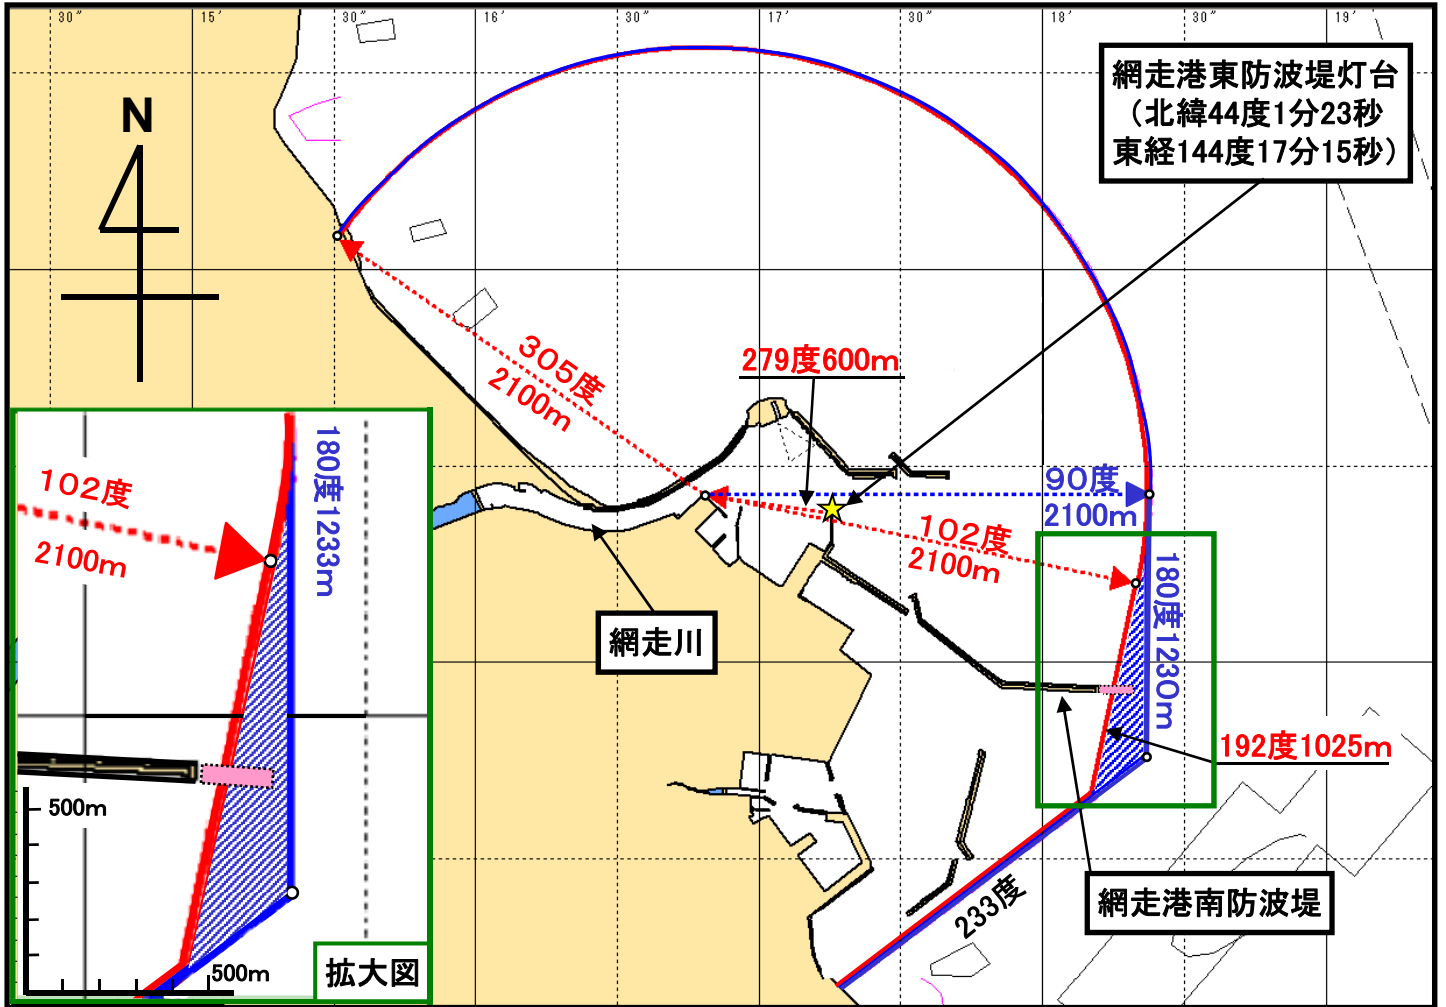 30″
15′
30″
16′
30″
17′
30″
18′
30″
19′
網走港東防波堤灯台
（北緯44度1分23秒
東経144度17分15秒）
N
305度
2100m
279度600m
90度
2100m
102度
2100m
180度1230m
192度1025m
網走川
網走港南防波堤
233度
102度
2100m
180度1233m
500m
500m
拡大図